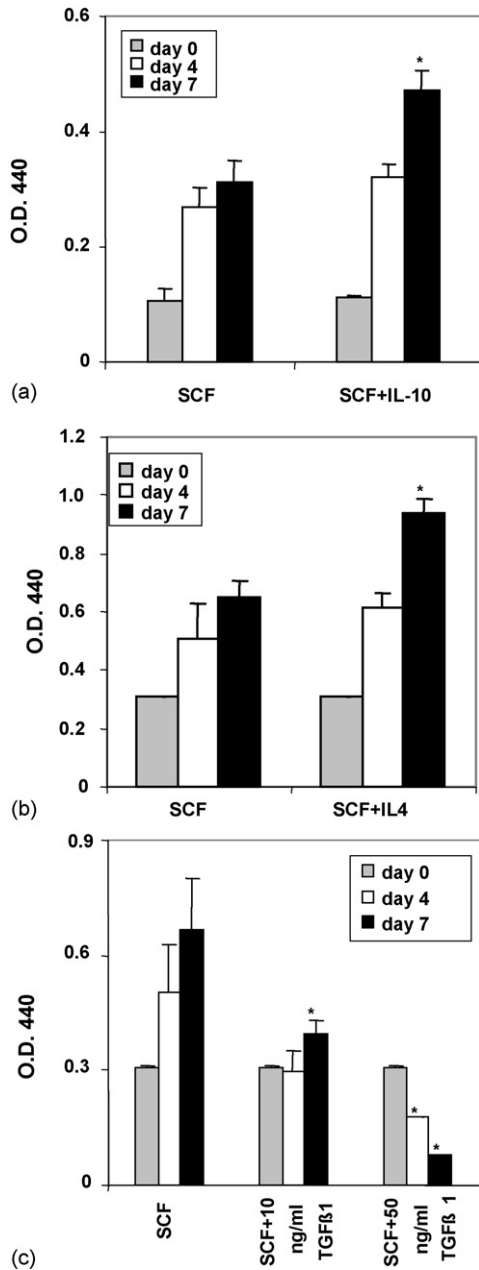 0.6
day 0
day 4
day 7
*
0.4
O.D. 440
0.2
0
(a)
SCF
SCF+IL-10
1.2
day 0
day 4
day 7
*
1.0
0.8
O.D. 440
0.6
0.4
0.2
0
(b)
SCF
SCF+IL4
0.9
day 0
day 4
day 7
0.6
O.D. 440
*
0.3
*
*
0
(c)
SCF
SCF+10
ng/ml
TGFß1
SCF+50
ng/ml
TGFß 1